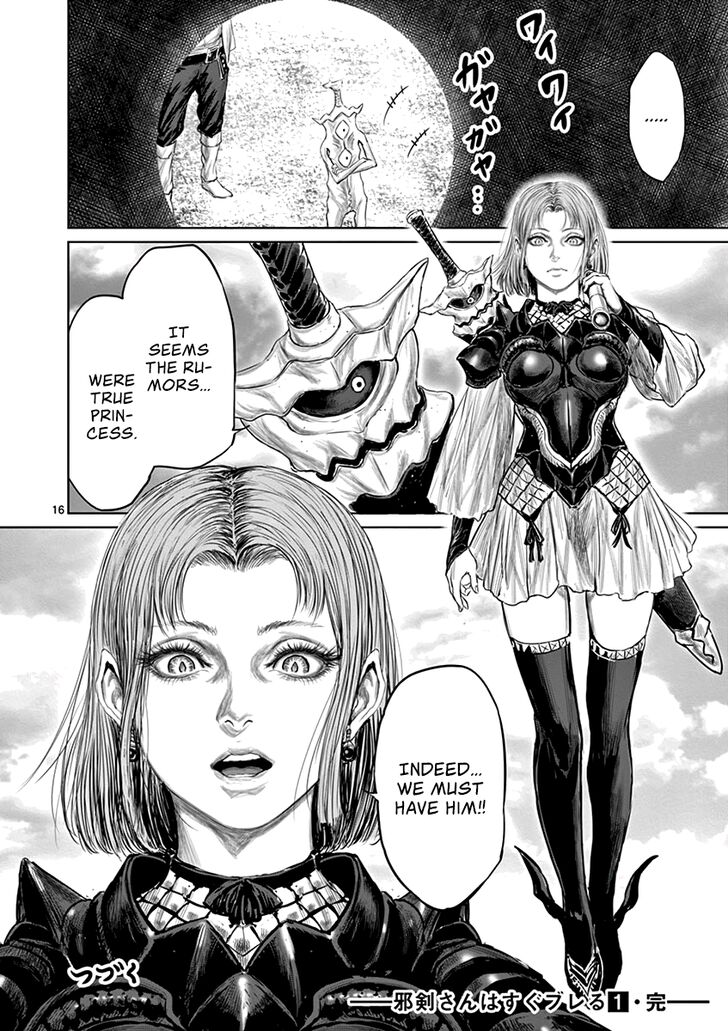 ワイワイ
ガヤガヤ…
.....
IT
SEEMS
THE RU-
MORS...
WERE
TRUE
PRIN-
CESS.
16
INDEED...
WE MUST
HAVE HIM!!
つづく
邪剣さんはすぐブレる 1・完